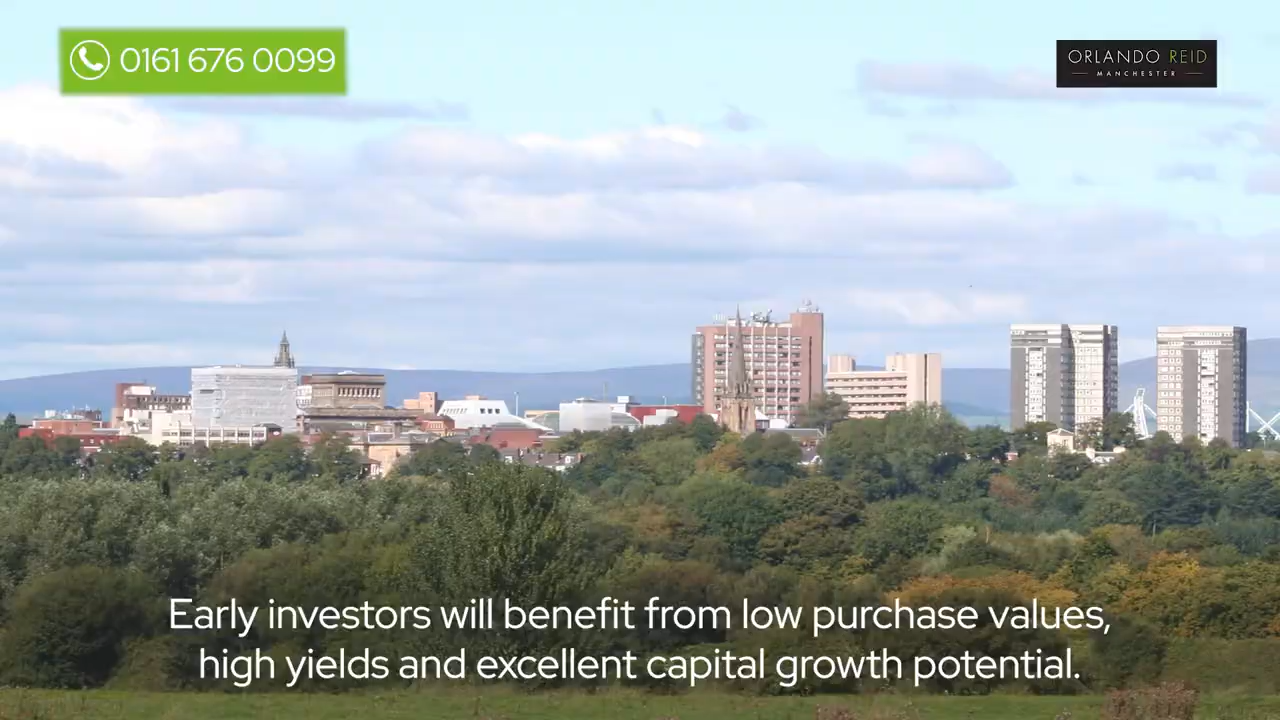 0161 676 0099
ORLANDO REID
MANCHESTER
Early investors will benefit from low purchase values,
high yields and excellent capital growth potential.